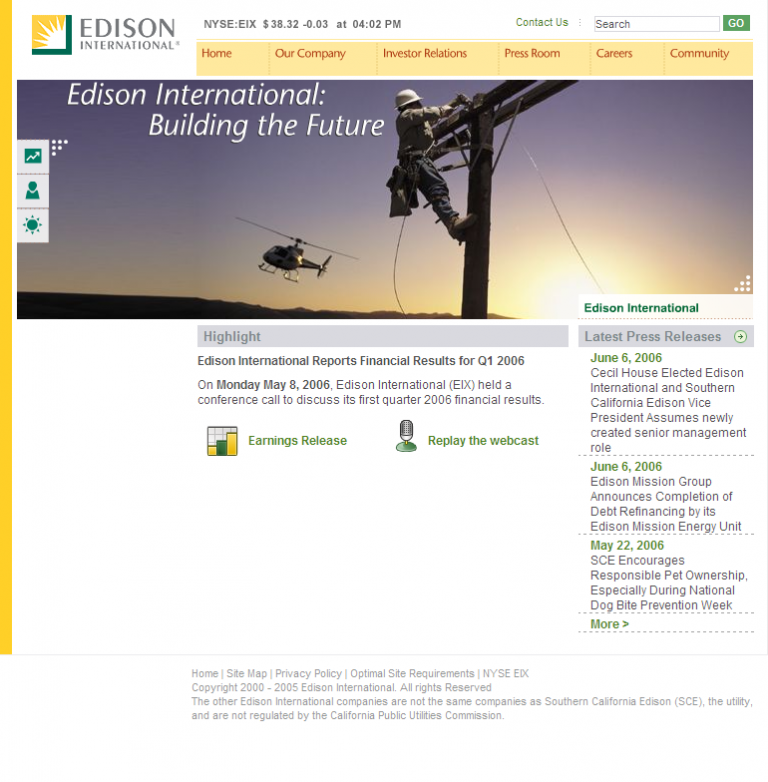 EDISON
INTERNATIONAL®
NYSE:EIX $38.32 -0.03 at 04:02 PM
Contact Us
Search
GO
Home
Our Company
Investor Relations
Press Room
Careers
Community
Edison International:
Building the Future
Edison International
Highlight
Edison International Reports Financial Results for Q1 2006
On Monday May 8, 2006, Edison International (EIX) held a
conference call to discuss its first quarter 2006 financial results.
Earnings Release
Replay the webcast
Latest Press Releases
June 6, 2006
Cecil House Elected Edison
International and Southern
California Edison Vice
President Assumes newly
created senior management
role
June 6, 2006
Edison Mission Group
Announces Completion of
Debt Refinancing by its
Edison Mission Energy Unit
May 22, 2006
SCE Encourages
Responsible Pet Ownership,
Especially During National
Dog Bite Prevention Week
More >
Home | Site Map | Privacy Policy | Optimal Site Requirements | NYSE EIX
Copyright 2000 - 2005 Edison International. All rights Reserved
The other Edison International companies are not the same companies as Southern California Edison (SCE), the utility,
and are not regulated by the California Public Utilities Commission.